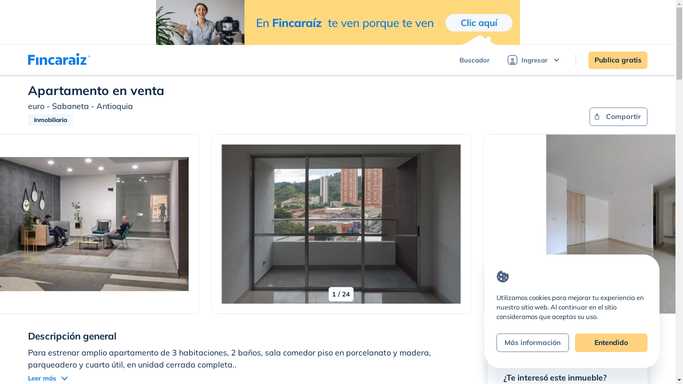 En Fincaraíz te ven porque te ven
Clic aquí
Fincaraiz
Buscador
Ingresar
Publica gratis
Apartamento en venta
euro - Sabaneta - Antioquia
Inmobiliaria
Compartir
1 / 24
Utilizamos cookies para mejorar tu experiencia en
nuestro sitio web. Al continuar en el sitio
consideramos que aceptas su uso.
Más información
Entendido
Descripción general
Para estrenar amplio apartamento de 3 habitaciones, 2 baños, sala comedor piso en porcelanato y madera,
parqueadero y cuarto útil, en unidad cerrada completa..
Leer más
¿Te interesó este inmueble?